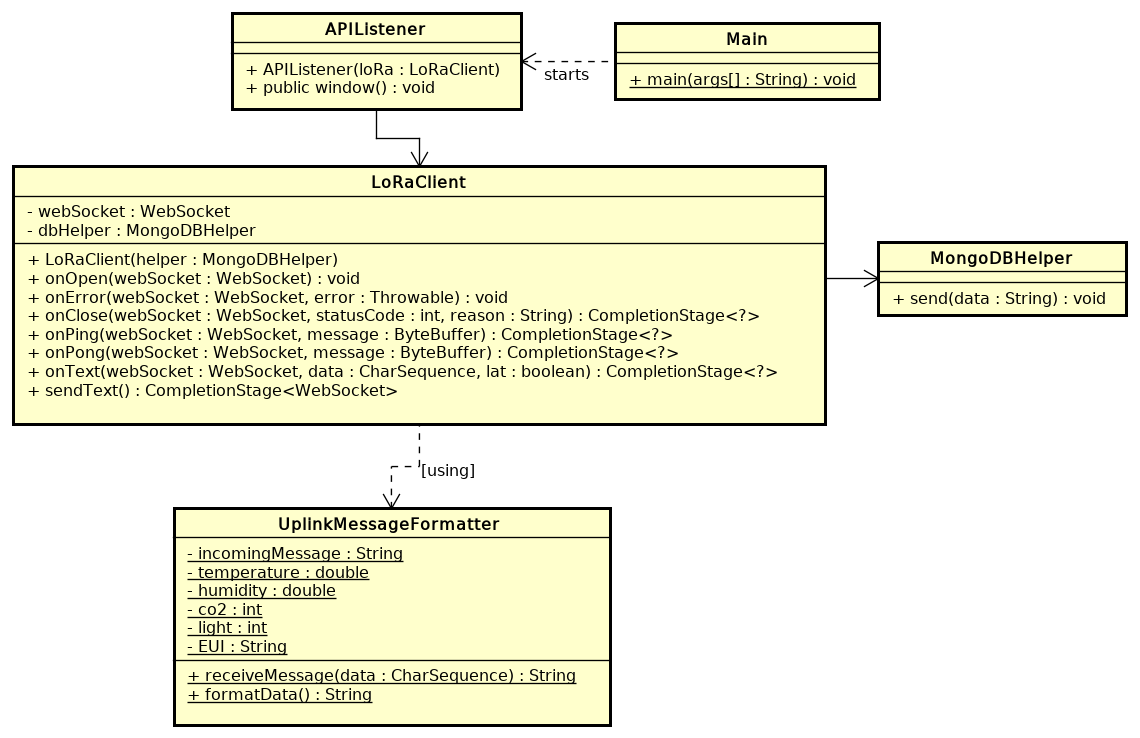 APIListener
+ APIListener(loRa : LoRaClient)
+ public window() : void
Main
+ main(args[] : String) : void
starts
LoRaClient
- webSocket : WebSocket
- dbHelper : MongoDBHelper
+ LoRaClient(helper : MongoDBHelper)
+ onOpen(webSocket : WebSocket) : void
+ onError(webSocket : WebSocket, error : Throwable) : void
+ onClose(webSocket : WebSocket, statusCode : int, reason : String) : CompletionStage<?>
+ onPing(webSocket : WebSocket, message : ByteBuffer) : CompletionStage<?>
+ onPong(webSocket : WebSocket, message : ByteBuffer) : CompletionStage<?>
+ onText(webSocket : WebSocket, data : CharSequence, lat : boolean) : CompletionStage<?>
+ sendText() : CompletionStage<WebSocket>
MongoDBHelper
+ send(data : String) : void
[using]
UplinkMessageFormatter
- incomingMessage : String
- temperature : double
- humidity : double
- co2 : int
- light : int
- EUI : String
+ receiveMessage(data : CharSequence) : String
+ formatData() : String